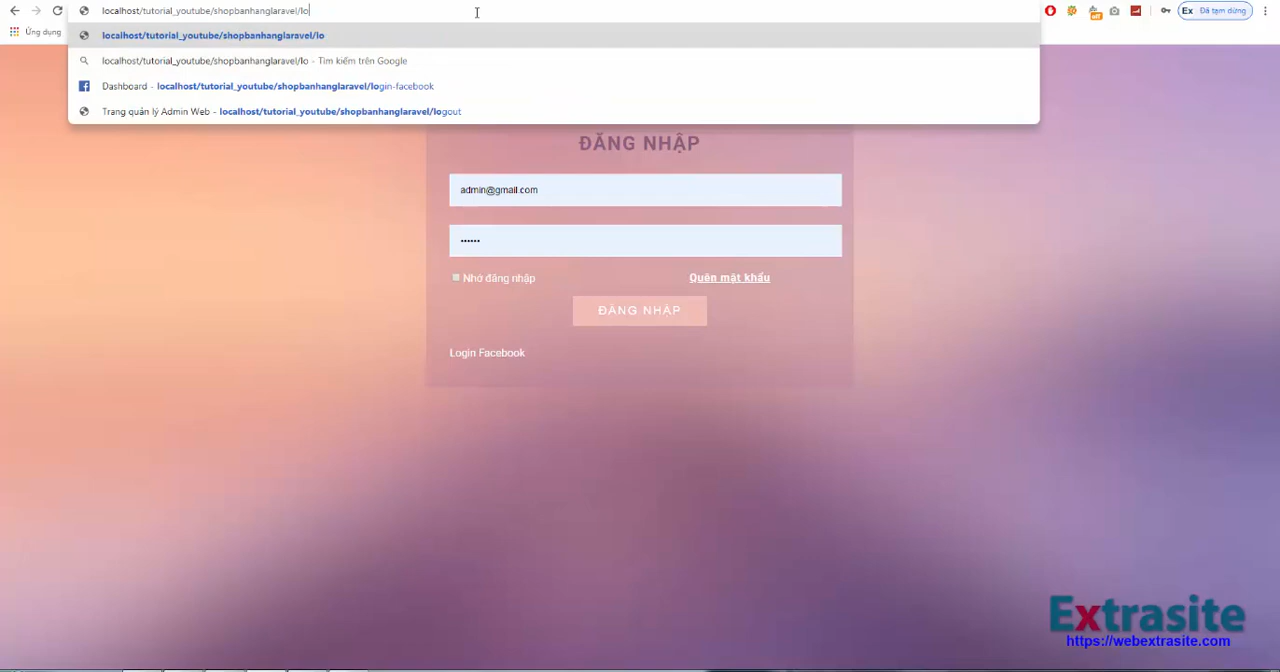 localhost/tutorial_youtube/shopbanhanglaravel/lo
Ex Đã tạm dừng
Ứng dụng
localhost/tutorial_youtube/shopbanhanglaravel/lo
localhost/tutorial_youtube/shopbanhanglaravel/lo - Tìm kiếm trên Google
Dashboard - localhost/tutorial_youtube/shopbanhanglaravel/login-facebook
Trang quản lý Admin Web - localhost/tutorial_youtube/shopbanhanglaravel/logout
off
ĐĂNG NHẬP
admin@gmail.com
••••••
Nhớ đăng nhập
Quên mật khẩu
ĐĂNG NHẬP
Login Facebook
Extrasite
https://webextrasite.com